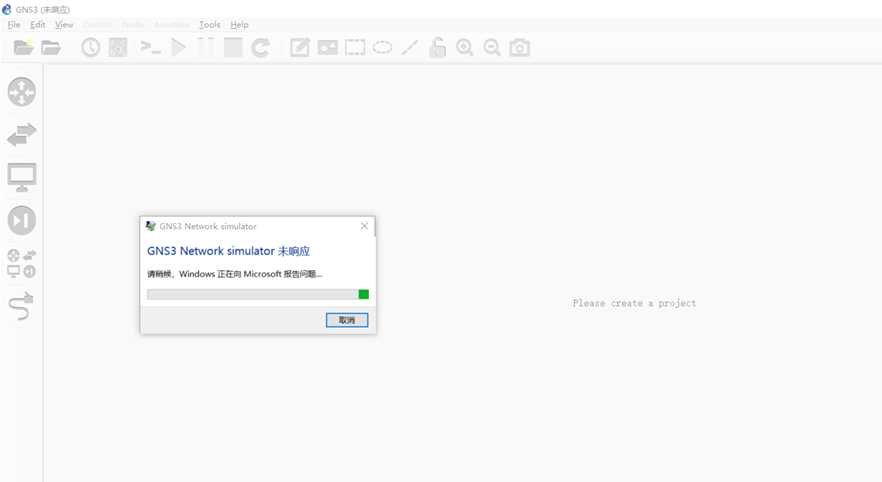 GNS3 (未响应)
File Edit View Control Node Annotate Tools Help
GNS3 Network simulator
GNS3 Network simulator 未响应
请稍候，Windows 正在向 Microsoft 报告问题...
取消
Please create a project